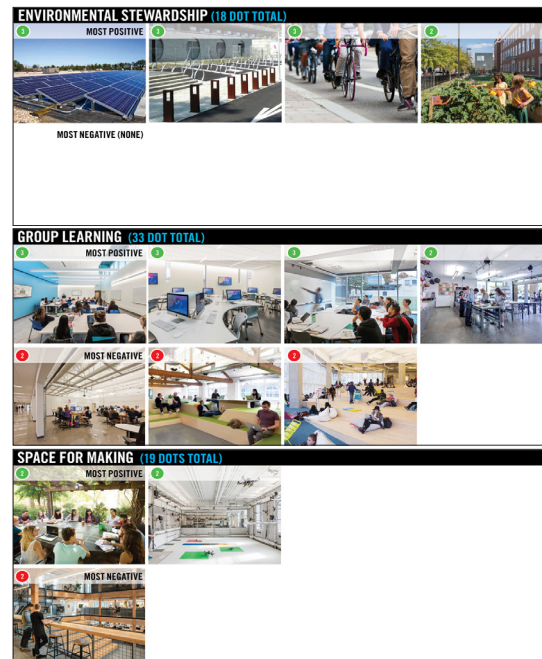 ENVIRONMENTAL STEWARDSHIP (18 DOT TOTAL)
3 MOST POSITIVE 3 3 2
MOST NEGATIVE (NONE)
GROUP LEARNING (33 DOT TOTAL)
3 MOST POSITIVE 3 3 2
2 MOST NEGATIVE 2 2
SPACE FOR MAKING (19 DOTS TOTAL)
2 MOST POSITIVE 2
2 MOST NEGATIVE